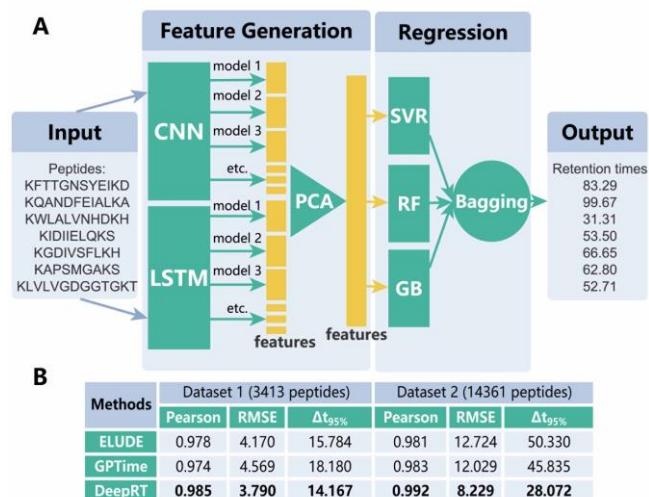 A
Feature Generation
Regression
Input
Peptides:
KFTTGNSYEIKD
KQANDFEIALKA
KWLALVNHDKH
KIDIIELQKS
KGDIVSFLKH
KAPSMGAKS
KLVLVGDGGTGKT
CNN
model 1
model 2
model 3
etc.
LSTM
model 1
model 2
model 3
etc.
features
PCA
features
SVR
RF
GB
Bagging
Output
Retention times
83.29
99.67
31.31
53.50
66.65
62.80
52.71
B
Methods Dataset 1 (3413 peptides) Dataset 2 (14361 peptides)
Pearson RMSE Δt95% Pearson RMSE Δt95%
ELUDE 0.978 4.170 15.784 0.981 12.724 50.330
GPTime 0.974 4.569 18.180 0.983 12.029 45.835
DeepRT 0.985 3.790 14.167 0.992 8.229 28.072